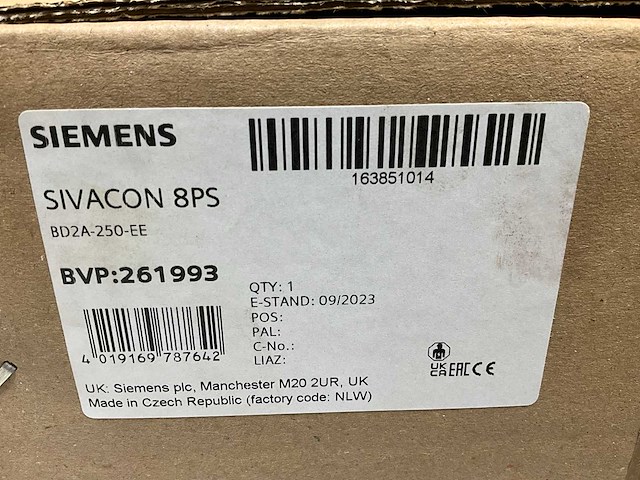 SIEMENS
163851014
SIVACON 8PS
BD2A-250-EE
BVP:261993
QTY: 1
E-STAND: 09/2023
POS:
PAL:
C-No.:
LIAZ:
4 019169 787642
UK CA EAC CE
UK: Siemens plc, Manchester M20 2UR, UK
Made in Czech Republic (factory code: NLW)